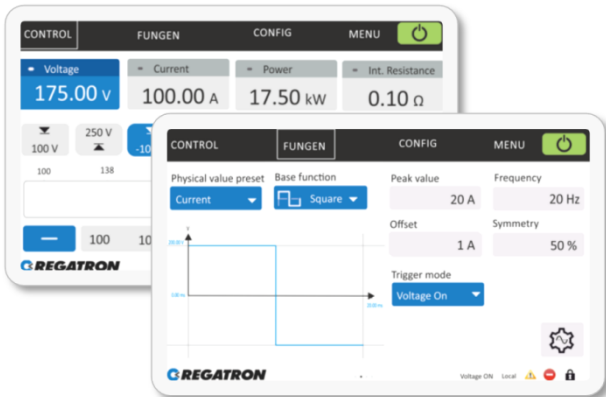 CONTROL FUNGEN CONFIG MENU
Voltage Current Power Int. Resistance
175.00 V 100.00 A 17.50 kW 0.10 Ω
250 V
100 V -10
100 138
100 10
REGATRON
CONTROL FUNGEN CONFIG MENU
Physical value preset Base function Peak value Frequency
Current Square 20 A 20 Hz
Offset Symmetry
1 A 50 %
V
Trigger mode
Voltage On
REGATRON
Voltage ON Local